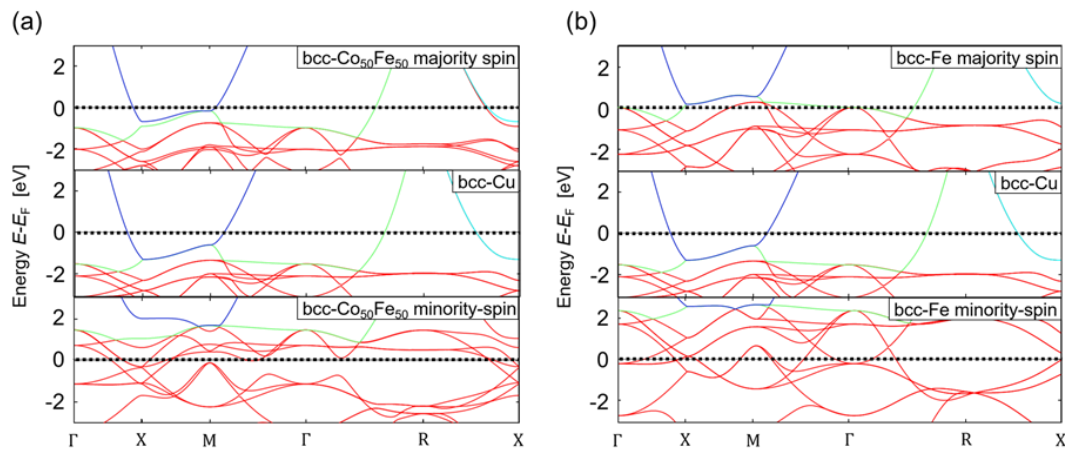 (a)
bcc-Co50Fe50 majority spin
2
0
-2
bcc-Cu
2
0
-2
bcc-Co50Fe50 minority-spin
2
0
-2
Energy E-EF [eV]
Γ X M Γ R X
(b)
bcc-Fe majority spin
2
0
-2
bcc-Cu
2
0
-2
bcc-Fe minority-spin
2
0
-2
Energy E-EF [eV]
Γ X M Γ R X